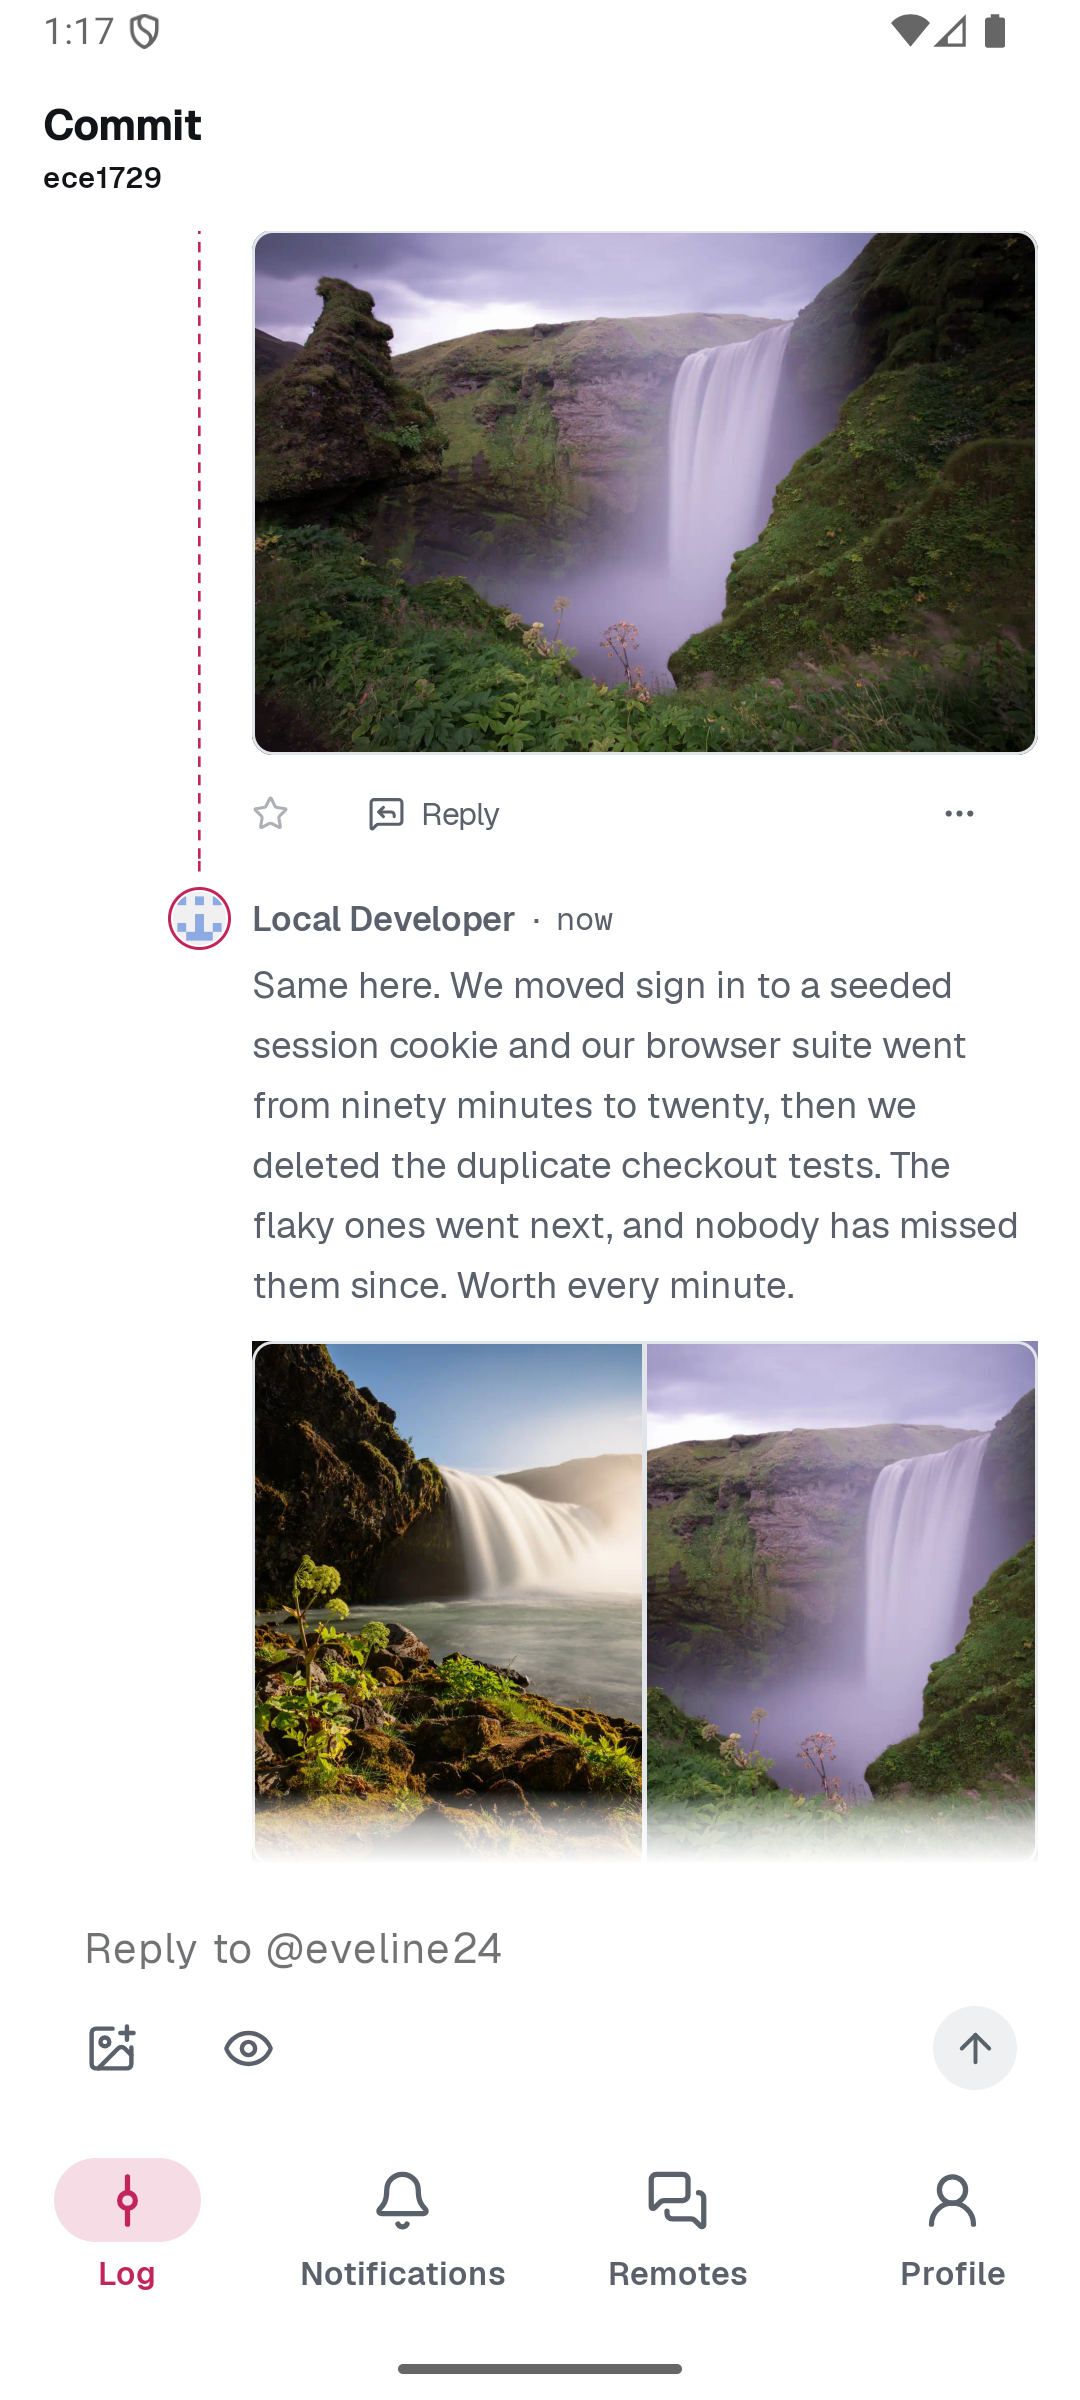 1:17
Commit
ece1729
Reply
Local Developer · now
Same here. We moved sign in to a seeded
session cookie and our browser suite went
from ninety minutes to twenty, then we
deleted the duplicate checkout tests. The
flaky ones went next, and nobody has missed
them since. Worth every minute.
Reply to @eveline24
Log
Notifications
Remotes
Profile